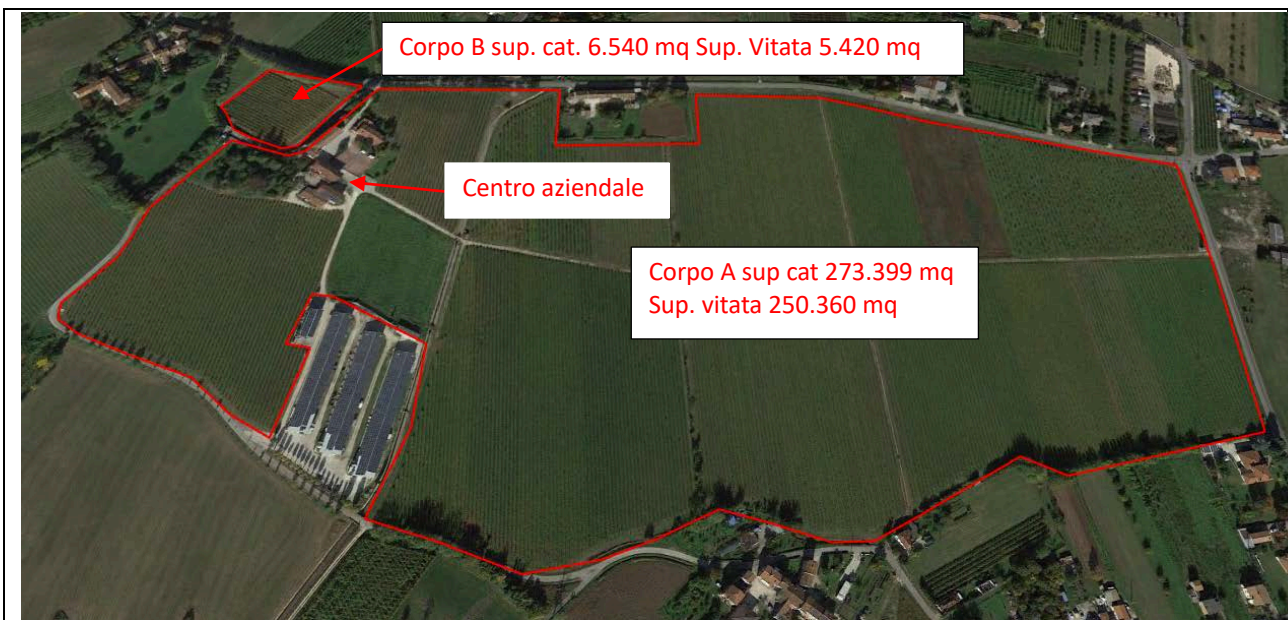 Corpo B sup. cat. 6.540 mq Sup. Vitata 5.420 mq
Centro aziendale
Corpo A sup cat 273.399 mq
Sup. vitata 250.360 mq